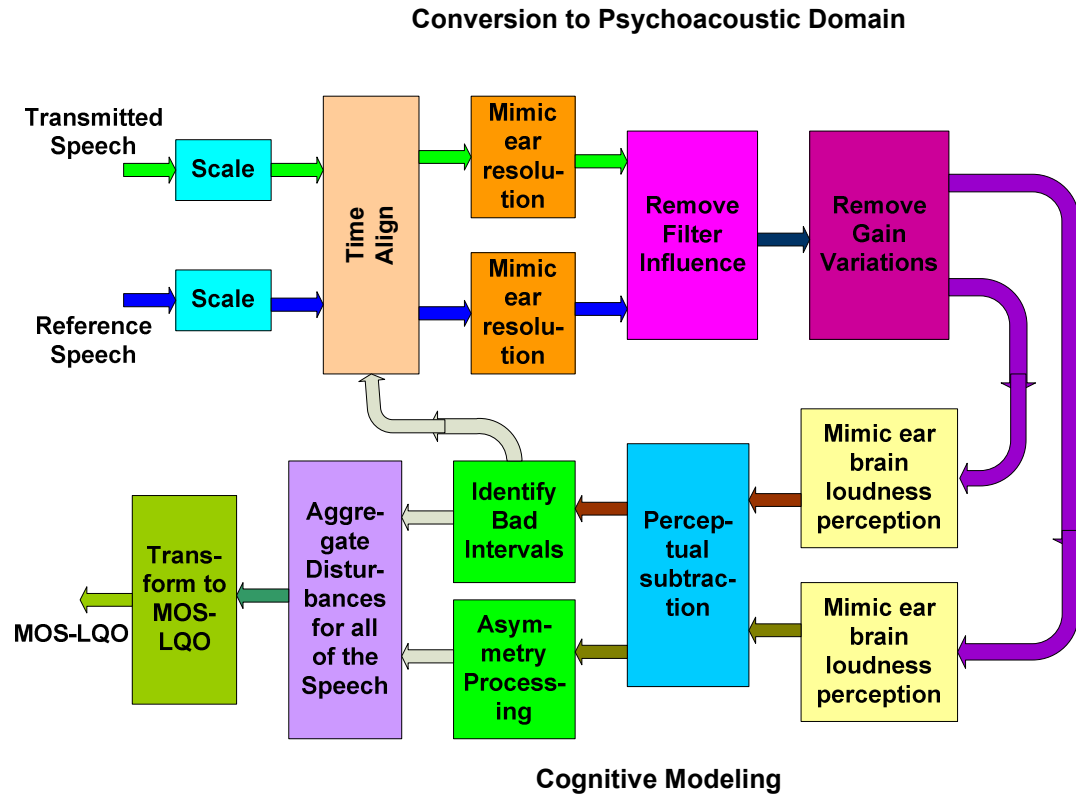 Conversion to Psychoacoustic Domain
Transmitted
Speech
Scale
Time
Align
Mimic
ear
resolu-
tion
Remove
Filter
Influence
Remove
Gain
Variations
Reference
Speech
Scale
Mimic
ear
resolu-
tion
Mimic ear
brain
loudness
perception
Mimic ear
brain
loudness
perception
Percep-
tual
subtrac-
tion
Identify
Bad
Intervals
Asym-
metry
Process-
ing
Aggre-
gate
Distur-
bances
for all
of the
Speech
Trans-
form to
MOS-
LQO
MOS-LQO
Cognitive Modeling